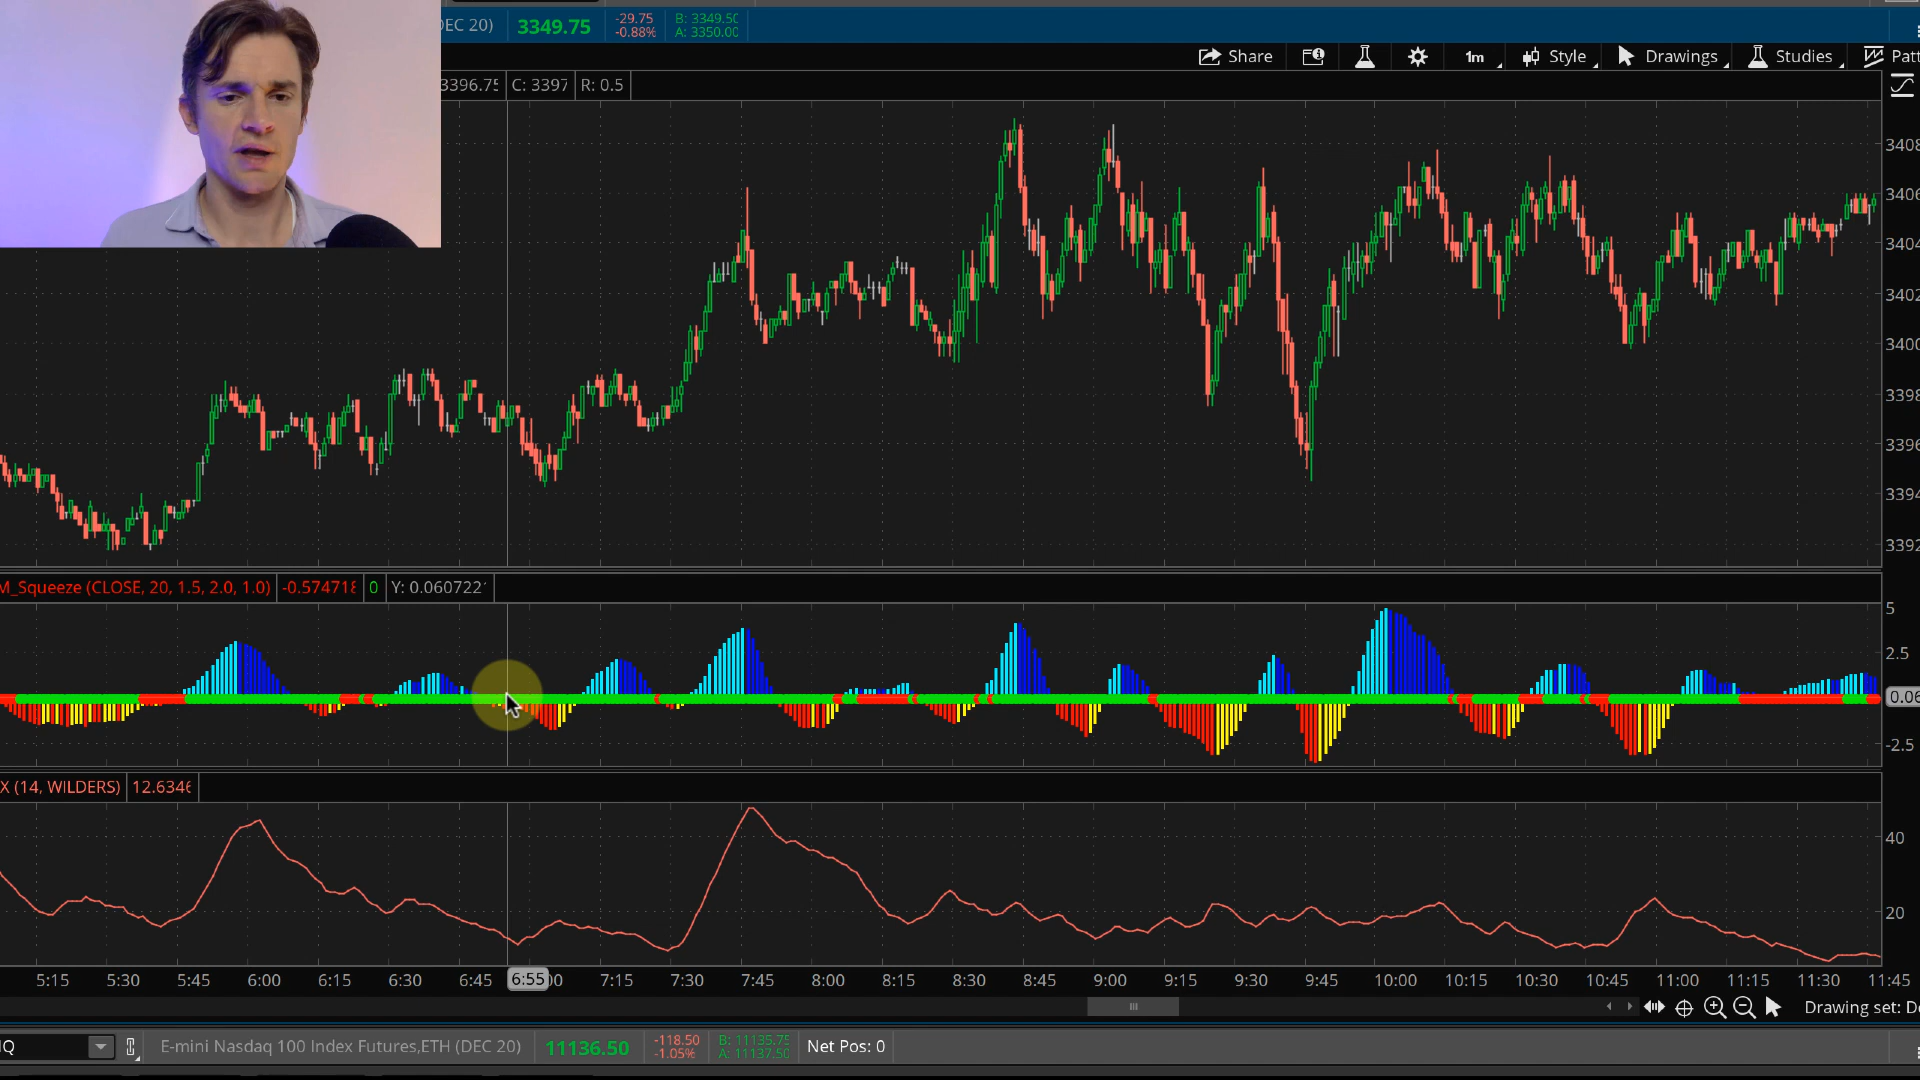 DEC 20) 3349.75 -29.75 B: 3349.50
-0.88% A: 3350.00
Share 1m Style Drawings Studies Patt
3396.75 C: 3397 R: 0.5
3408
3406
3404
3402
3400
3398
3396
3394
3392
M_Squeeze (CLOSE, 20, 1.5, 2.0, 1.0) -0.574718 0 Y: 0.060722
5
2.5
0.06
-2.5
X (14, WILDERS) 12.6346
40
20
5:15 5:30 5:45 6:00 6:15 6:30 6:45 6:55 00 7:15 7:30 7:45 8:00 8:15 8:30 8:45 9:00 9:15 9:30 9:45 10:00 10:15 10:30 10:45 11:00 11:15 11:30 11:45
Drawing set: De
IQ E-mini Nasdaq 100 Index Futures,ETH (DEC 20) 11136.50 -118.50 B: 11135.75 Net Pos: 0
-1.05% A: 11137.50